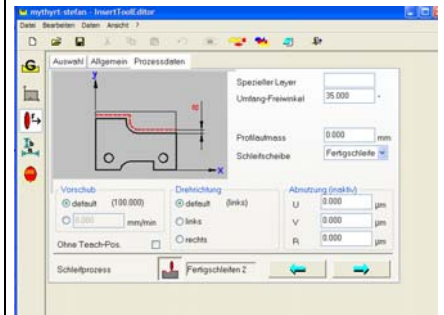 mythyrt-stefan - InsertToolEditor
Datei Bearbeiten Daten Ansicht ?
Auswahl Allgemein Prozessdaten
y
a
x
Spezieller Layer
Umfang-Freiwinkel 35.000 °
Profilaufmass 0.000 mm
Schleifscheibe Fertigschleife
Vorschub
default (100.000)
0.000 mm/min
Ohne Teach-Pos.
Drehrichtung
default (links)
links
rechts
Abnutzung (inaktiv)
U 0.000 µm
V 0.000 µm
R 0.000 µm
Schleifprozess Fertigschleifen 2